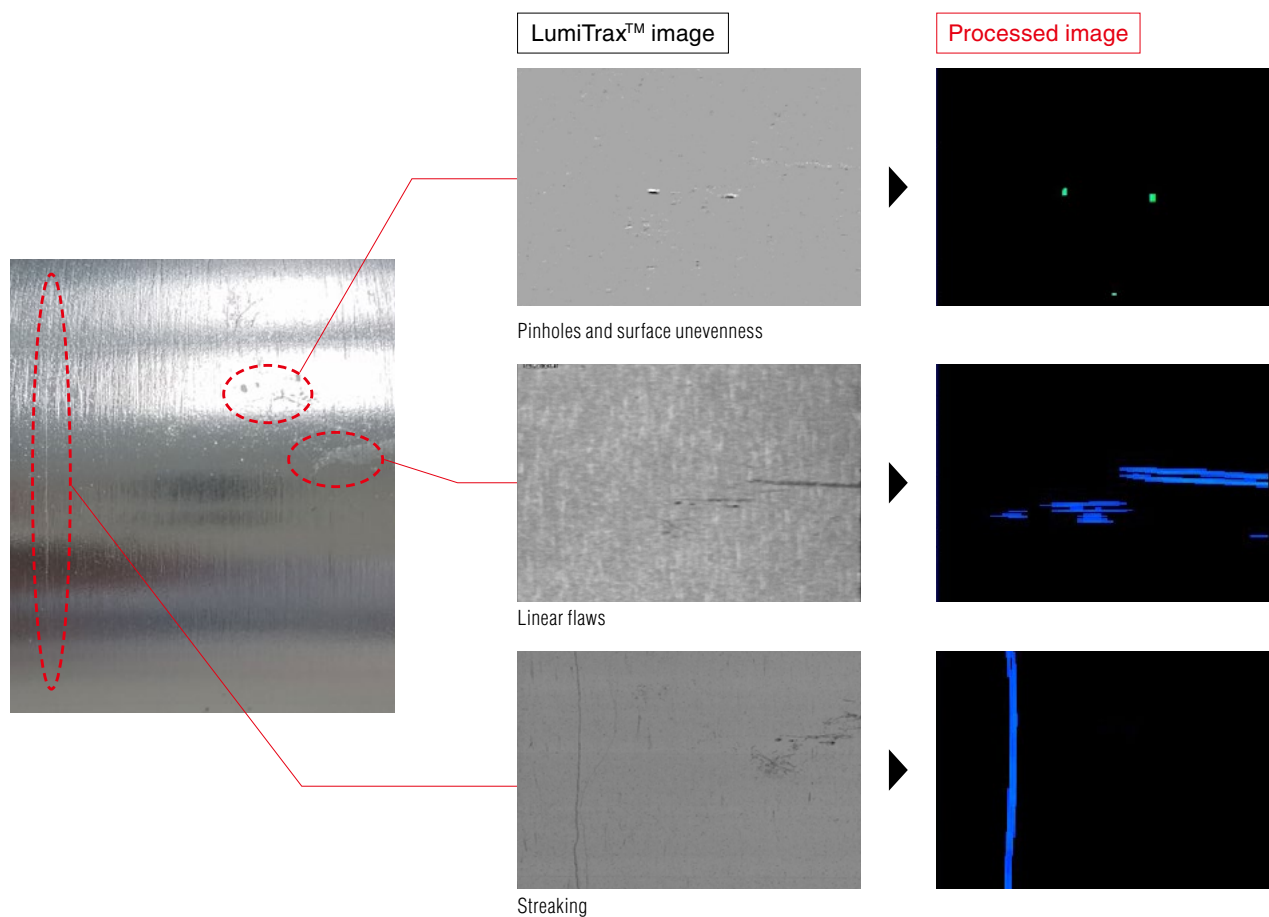 LumiTrax™ image
Processed image
Pinholes and surface unevenness
Linear flaws
Streaking